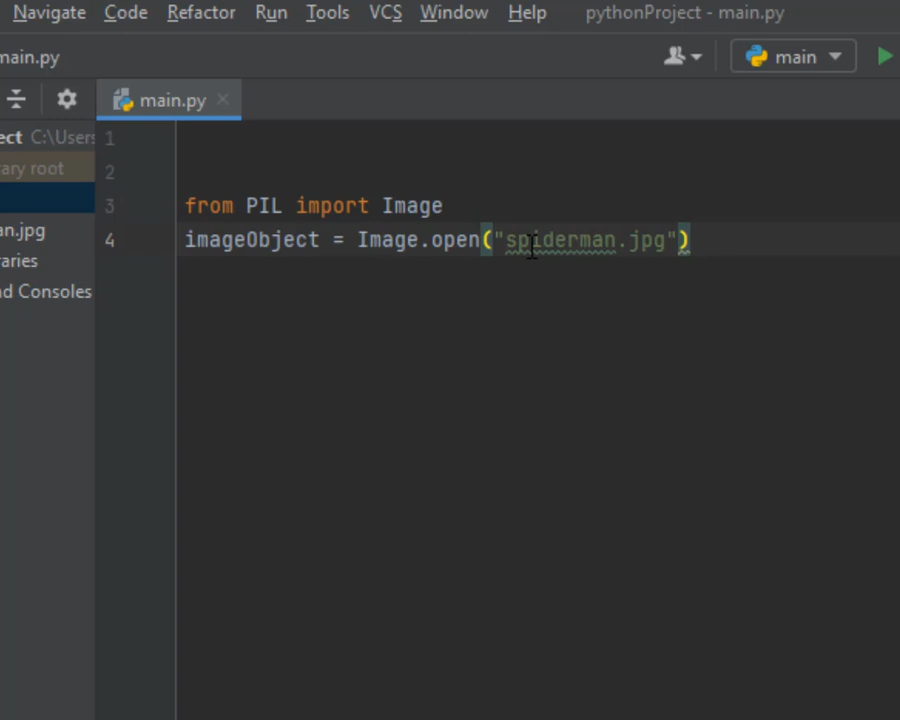 Navigate Code Refactor Run Tools VCS Window Help pythonProject - main.py
main.py main
main.py
ect C:\Users 1
ary root 2
3 from PIL import Image
an.jpg 4 imageObject = Image.open("spiderman.jpg")
aries
nd Consoles